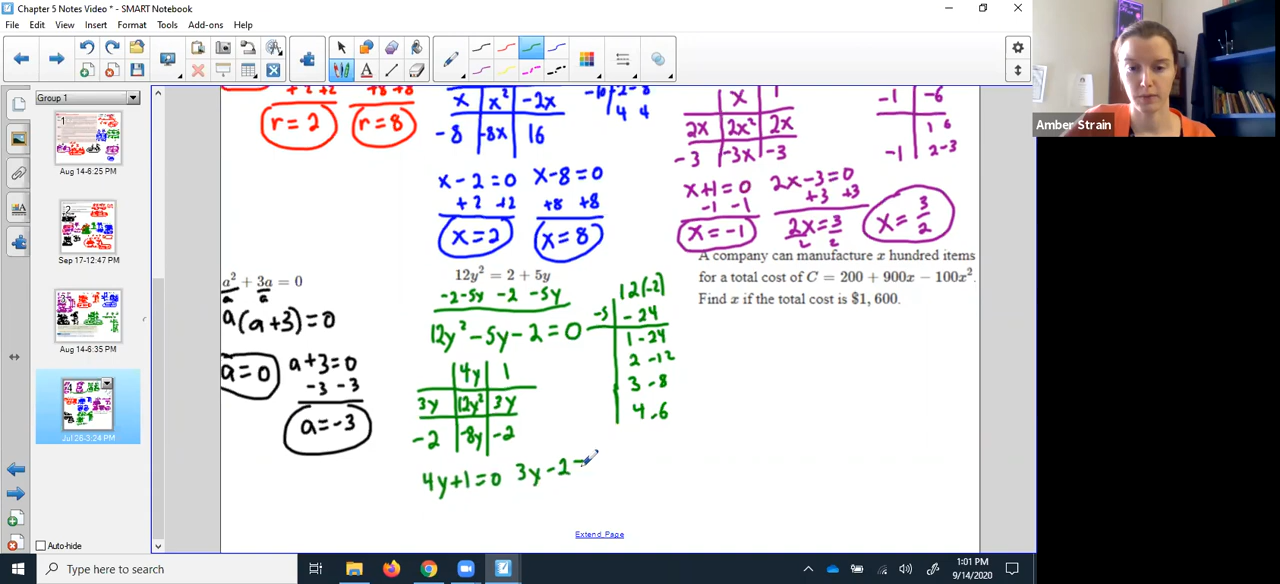 Chapter 5 Notes Video * - SMART Notebook
File Edit View Insert Format Tools Add-ons Help
Amber Strain
Group 1
Aug 14-6:25 PM
Sep 17-12:47 PM
Aug 14-6:35 PM
Jul 28-3:24 PM
Auto-hide
+2 +2 +8 +8
r = 2 r = 8
x x² -2x
-8 -8x 16
4 4
x - 2 = 0 x - 8 = 0
+2 +2 +8 +8
x = 2 x = 8
x 1
2x 2x² 2x
-3 -3x -3
-1 -6
1 6
-1 2 -3
x+1 = 0 2x - 3 = 0
-1 -1 +3 +3
x = -1 2x = 3 x = 3/2
2 2
a² + 3a = 0
a a
a(a+3) = 0
a = 0 a+3 = 0
-3 -3
a = -3
12y² = 2 + 5y
-2 -5y -2 -5y
12y² - 5y - 2 = 0
4y 1
3y 12y² 3y
-2 -8y -2
4y+1 = 0 3y - 2 =
12(-2)
-5 -24
1 -24
2 -12
3 -8
4 -6
A company can manufacture x hundred items
for a total cost of C = 200 + 900x − 100x².
Find x if the total cost is $1, 600.
Extend Page
Type here to search
1:01 PM
9/14/2020